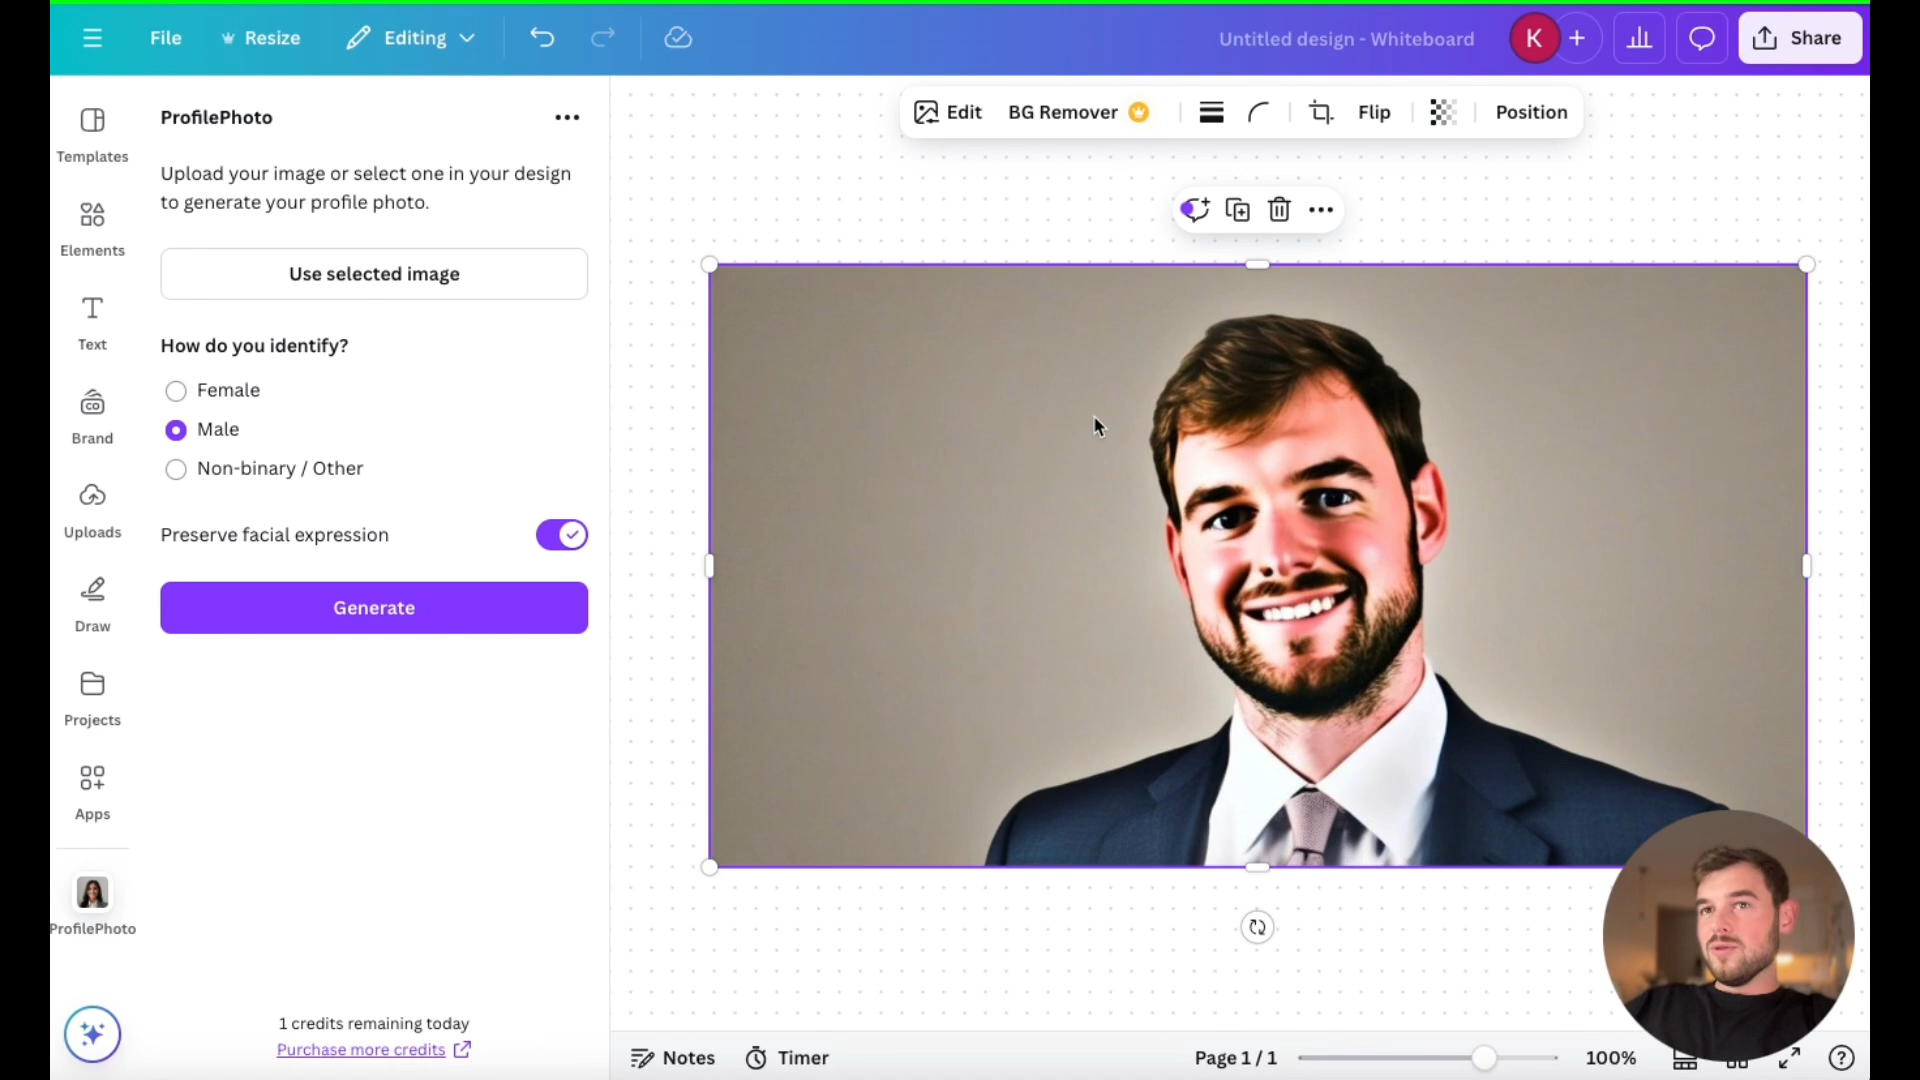 File
Resize
Editing
Untitled design - Whiteboard
K
Share
Templates
Elements
Text
CO
Brand
Uploads
Draw
Projects
Apps
ProfilePhoto
ProfilePhoto
Upload your image or select one in your design
to generate your profile photo.
Use selected image
How do you identify?
Female
Male
Non-binary / Other
Preserve facial expression
Generate
1 credits remaining today
Purchase more credits
Edit
BG Remover
Flip
Position
Notes
Timer
Page 1 / 1
100%